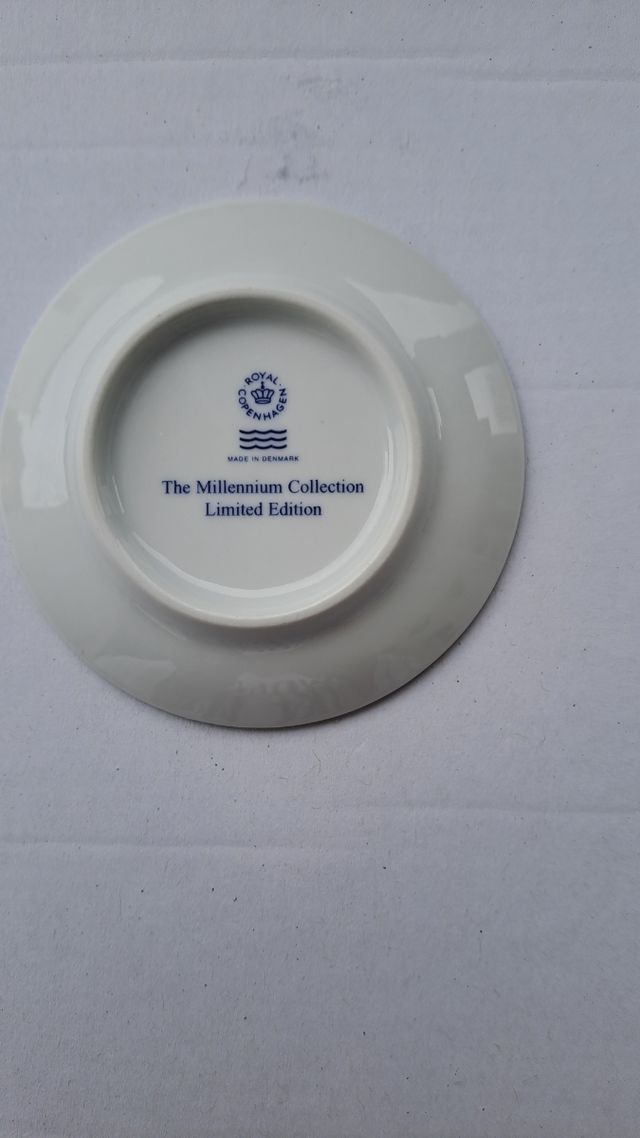 ROYAL
COPENHAGEN
MADE IN DENMARK
The Millennium Collection
Limited Edition